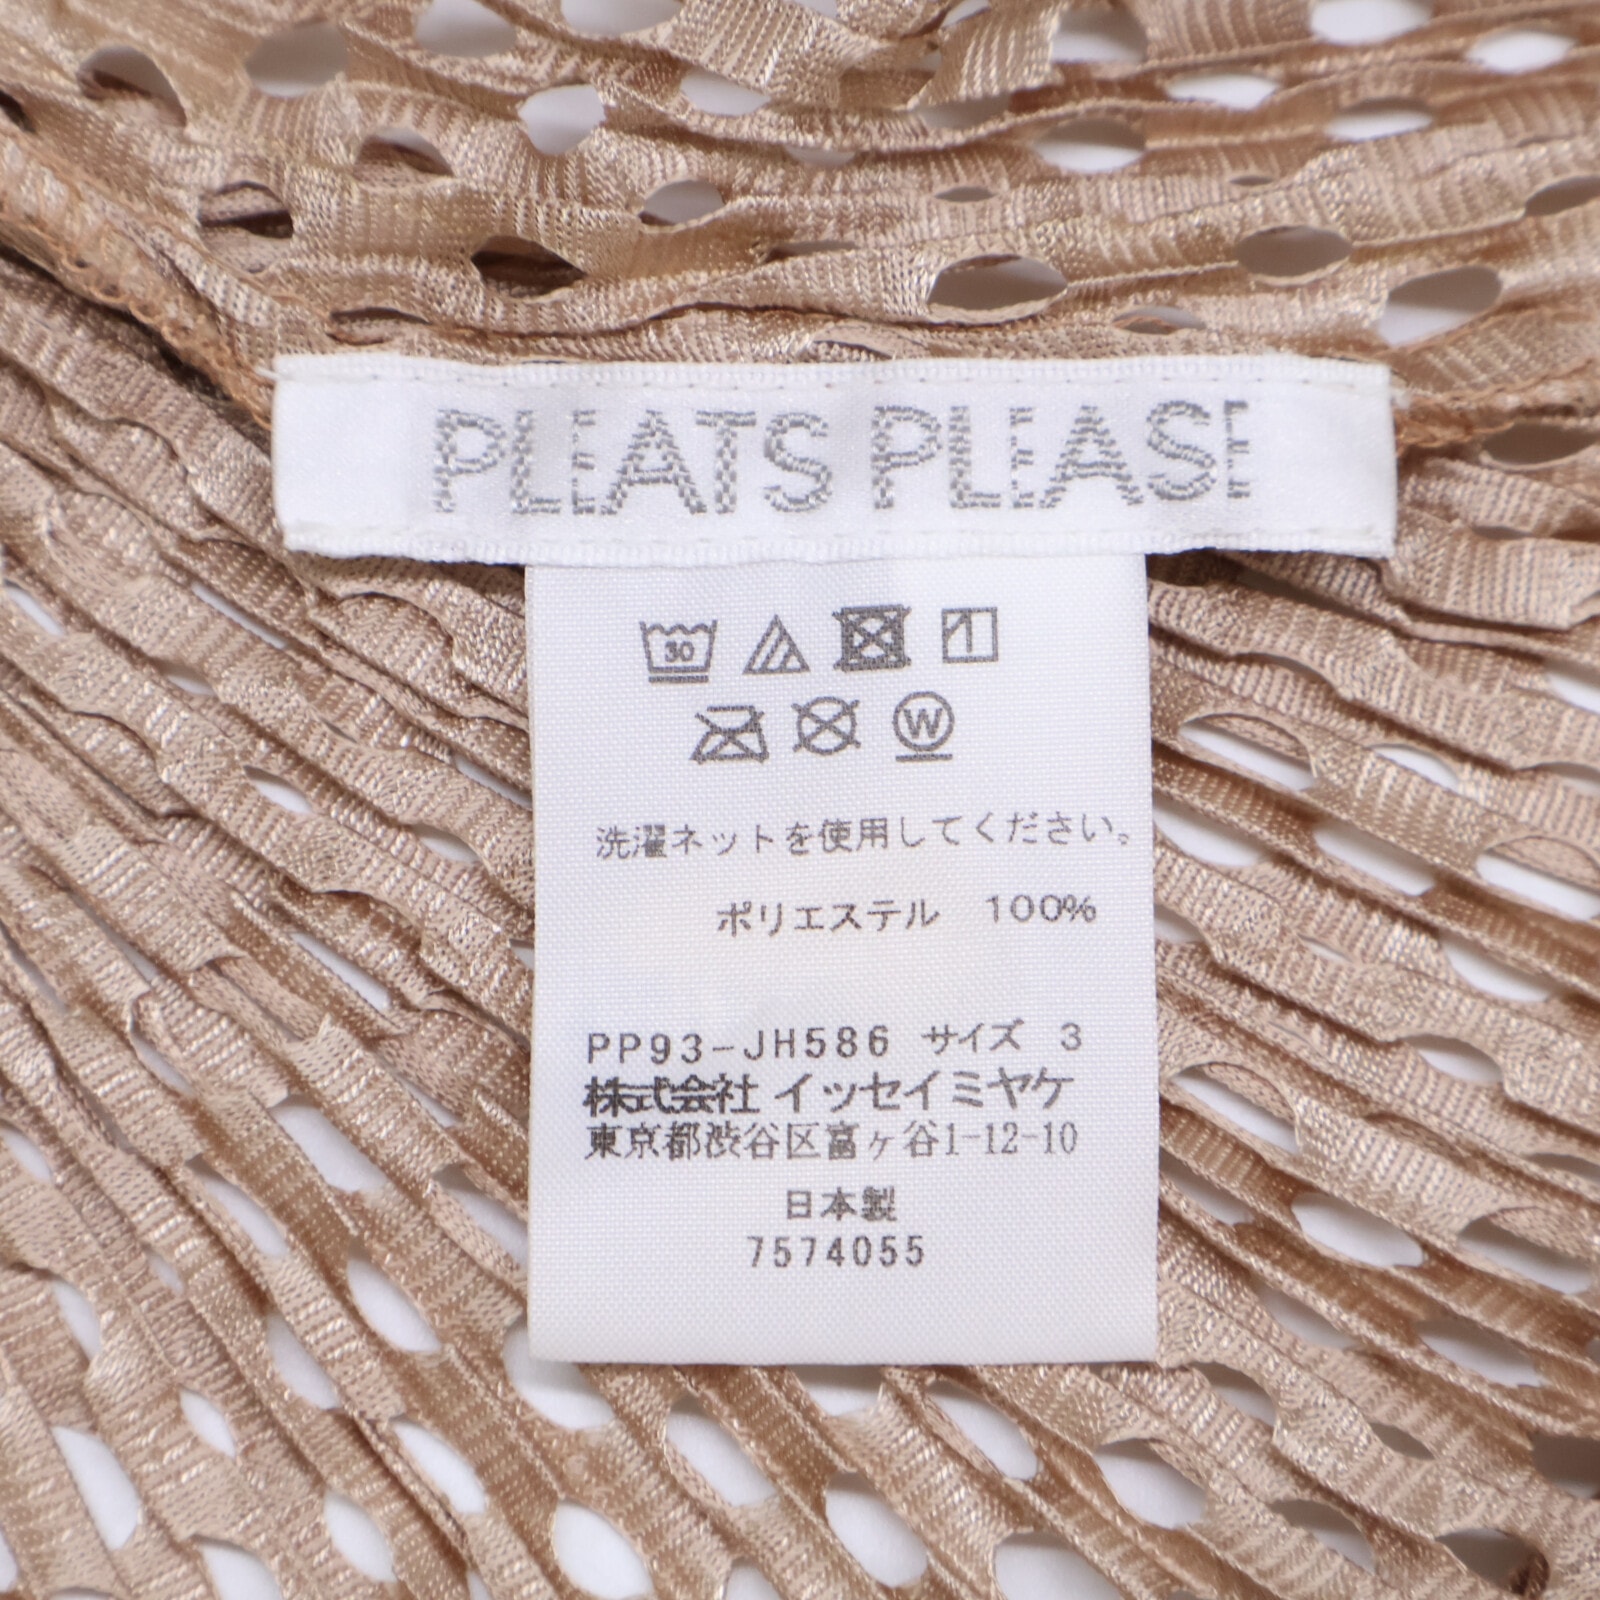 PLEATS PLEASE
30
W
洗濯ネットを使用してください。
ポリエステル 100%
PP93-JH586 サイズ 3
株式会社 イッセイミヤケ
東京都渋谷区富ヶ谷1-12-10
日本製
7574055